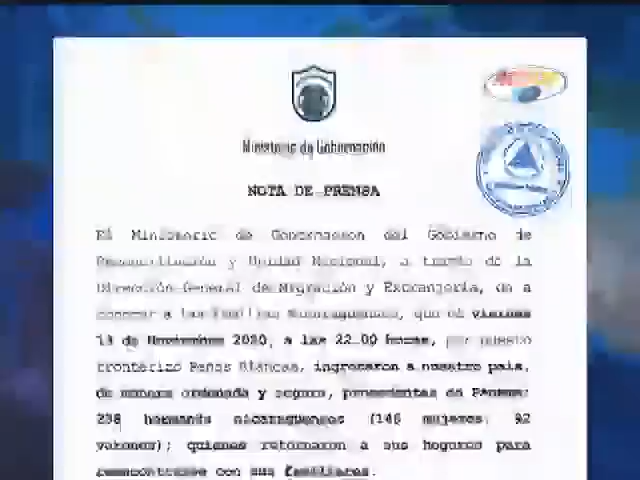 Ministerio de Gobernación
NOTA DE PRENSA
El Ministerio de Gobernación del Gobierno de
Reconciliación y Unidad Nacional, a través de la
Dirección General de Migración y Extranjería, da a
conocer a las Familias Nicaragüenses, que el viernes
13 de Noviembre 2020, a las 22.00 horas, por puesto
fronterizo Peñas Blancas, ingresaron a nuestro país,
de manera ordenada y segura, procedentes de Panamá:
238 hermanos nicaragüenses (146 mujeres; 92
varones); quienes retornaron a sus hogares para
reencontrarse con sus familiares.